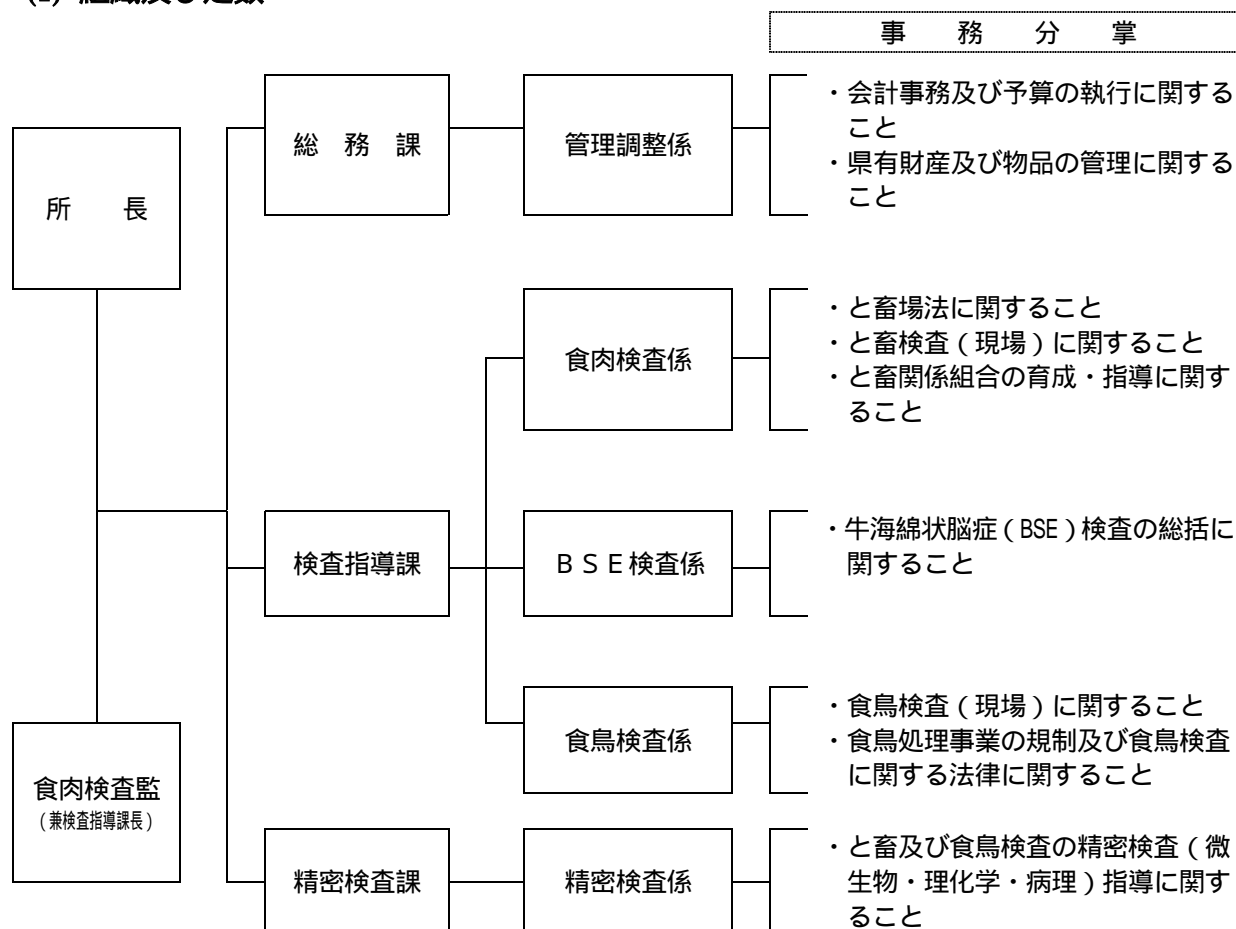 事　務　分　掌
・会計事務及び予算の執行に関する
こと
・県有財産及び物品の管理に関する
こと
総　務　課
管理調整係
所　長
・と畜場法に関すること
・と畜検査（現場）に関すること
・と畜関係組合の育成・指導に関す
ること
食肉検査係
検査指導課
ＢＳＥ検査係
・牛海綿状脳症（BSE）検査の総括に
関すること
食鳥検査係
・食鳥検査（現場）に関すること
・食鳥処理事業の規制及び食鳥検査
に関する法律に関すること
食肉検査監
（兼検査指導課長）
精密検査課
精密検査係
・と畜及び食鳥検査の精密検査（微
生物・理化学・病理）指導に関す
ること